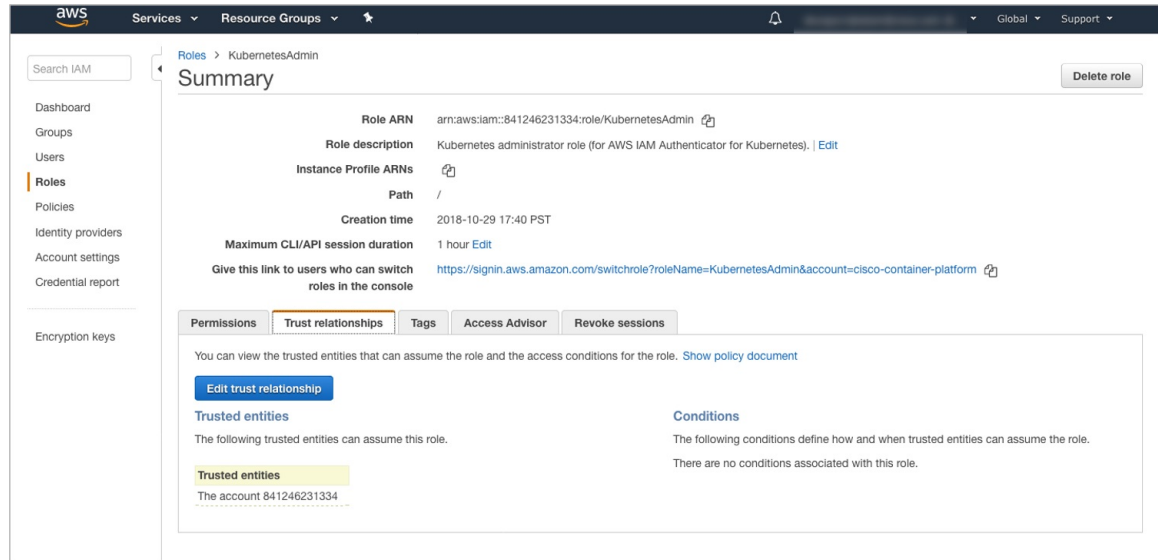 aws Services Resource Groups Global Support
Search IAM
Dashboard
Groups
Users
Roles
Policies
Identity providers
Account settings
Credential report
Encryption keys
Roles > KubernetesAdmin
Summary
Delete role
Role ARN arn:aws:iam::841246231334:role/KubernetesAdmin
Role description Kubernetes administrator role (for AWS IAM Authenticator for Kubernetes). | Edit
Instance Profile ARNs
Path /
Creation time 2018-10-29 17:40 PST
Maximum CLI/API session duration 1 hour Edit
Give this link to users who can switch https://signin.aws.amazon.com/switchrole?roleName=KubernetesAdmin&account=cisco-container-platform
roles in the console
Permissions Trust relationships Tags Access Advisor Revoke sessions
You can view the trusted entities that can assume the role and the access conditions for the role. Show policy document
Edit trust relationship
Trusted entities
The following trusted entities can assume this role.
Trusted entities
The account 841246231334
Conditions
The following conditions define how and when trusted entities can assume the role.
There are no conditions associated with this role.